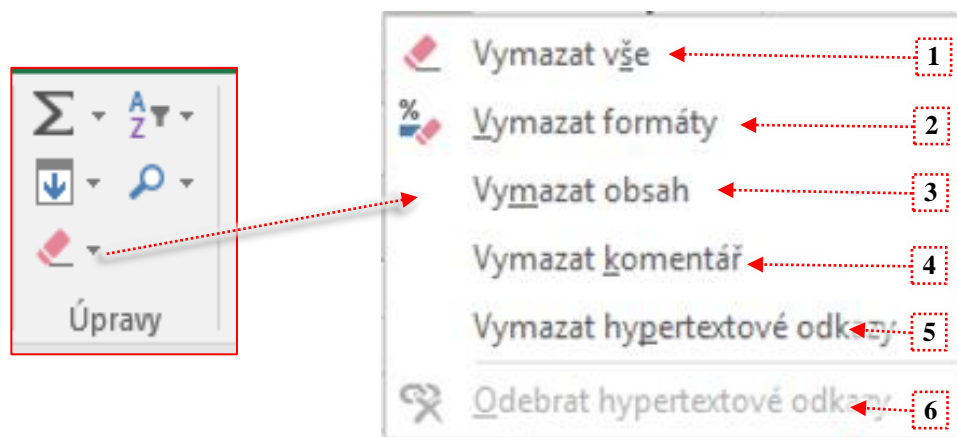 Úpravy
Vymazat vše 1
Vymazat formáty 2
Vymazat obsah 3
Vymazat komentář 4
Vymazat hypertextové odkazy 5
Odebrat hypertextové odkazy 6
Σ
A
Z
%